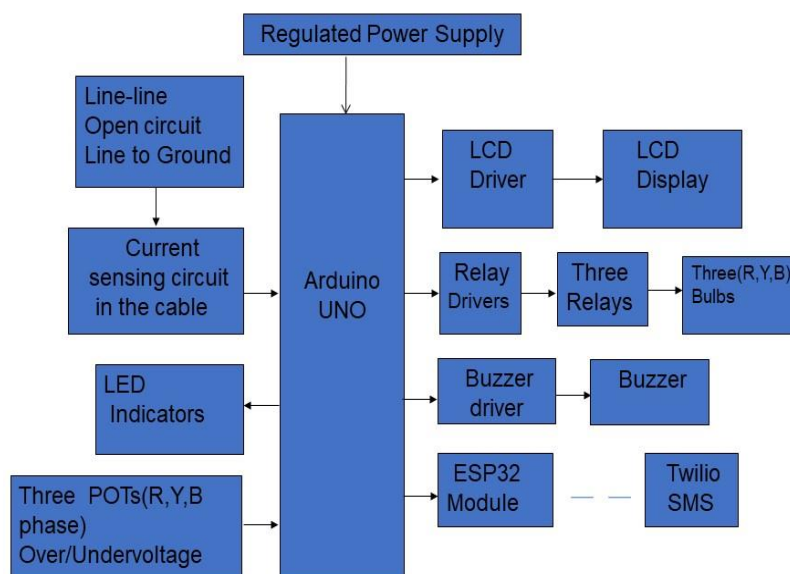 Regulated Power Supply
Line-line
Open circuit
Line to Ground
Current
sensing circuit
in the cable
LED
Indicators
Three POTs(R,Y,B
phase)
Over/Undervoltage
Arduino
UNO
LCD
Driver
LCD
Display
Relay
Drivers
Three
Relays
Three(R,Y,B)
Bulbs
Buzzer
driver
Buzzer
ESP32
Module
Twilio
SMS